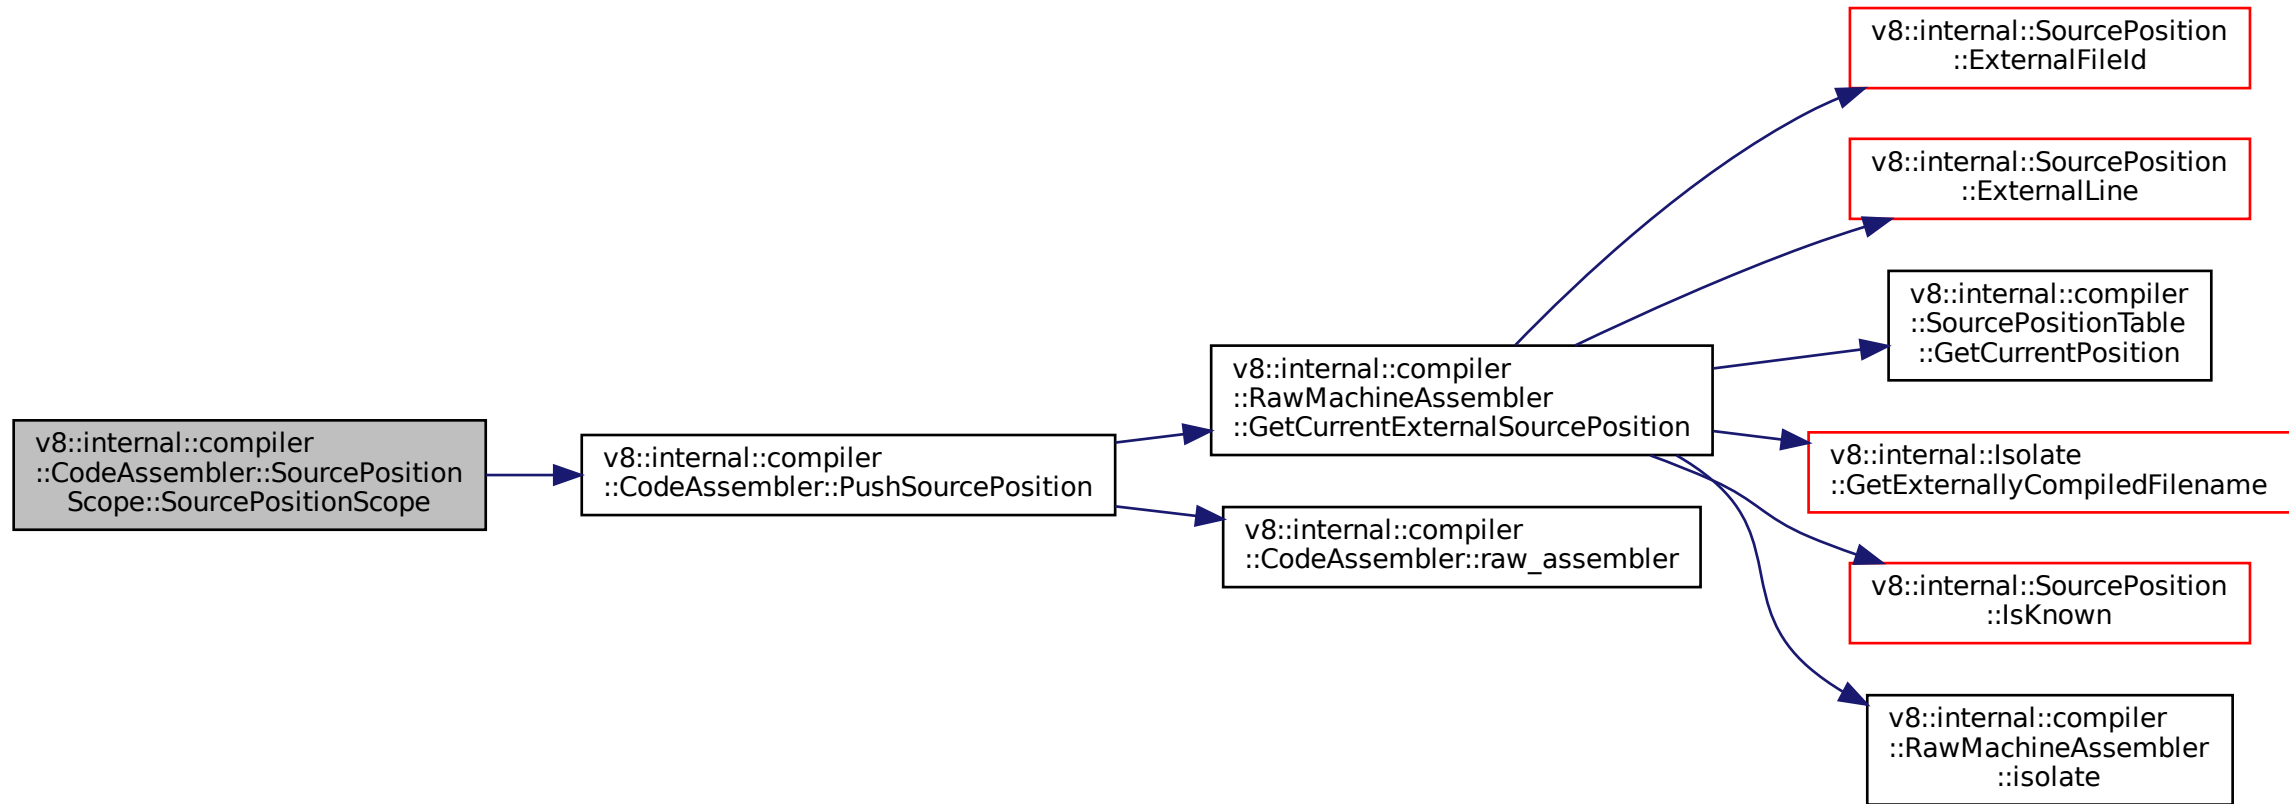 v8::internal::compiler
::CodeAssembler::SourcePosition
Scope::SourcePositionScope
v8::internal::compiler
::CodeAssembler::PushSourcePosition
v8::internal::compiler
::RawMachineAssembler
::GetCurrentExternalSourcePosition
v8::internal::compiler
::CodeAssembler::raw_assembler
v8::internal::SourcePosition
::ExternalFileId
v8::internal::SourcePosition
::ExternalLine
v8::internal::compiler
::SourcePositionTable
::GetCurrentPosition
v8::internal::Isolate
::GetExternallyCompiledFilename
v8::internal::SourcePosition
::IsKnown
v8::internal::compiler
::RawMachineAssembler
::isolate